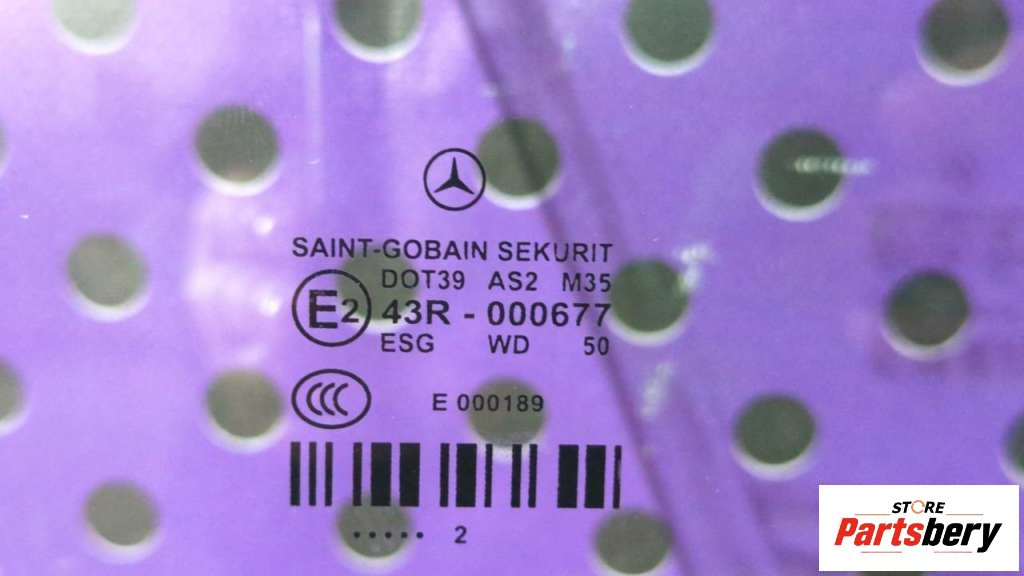 SAINT-GOBAIN SEKURIT
DOT39 AS2 M35
E2 43R - 000677
ESG WD 50
CCC E 000189
..... 2
STORE
Partsbery